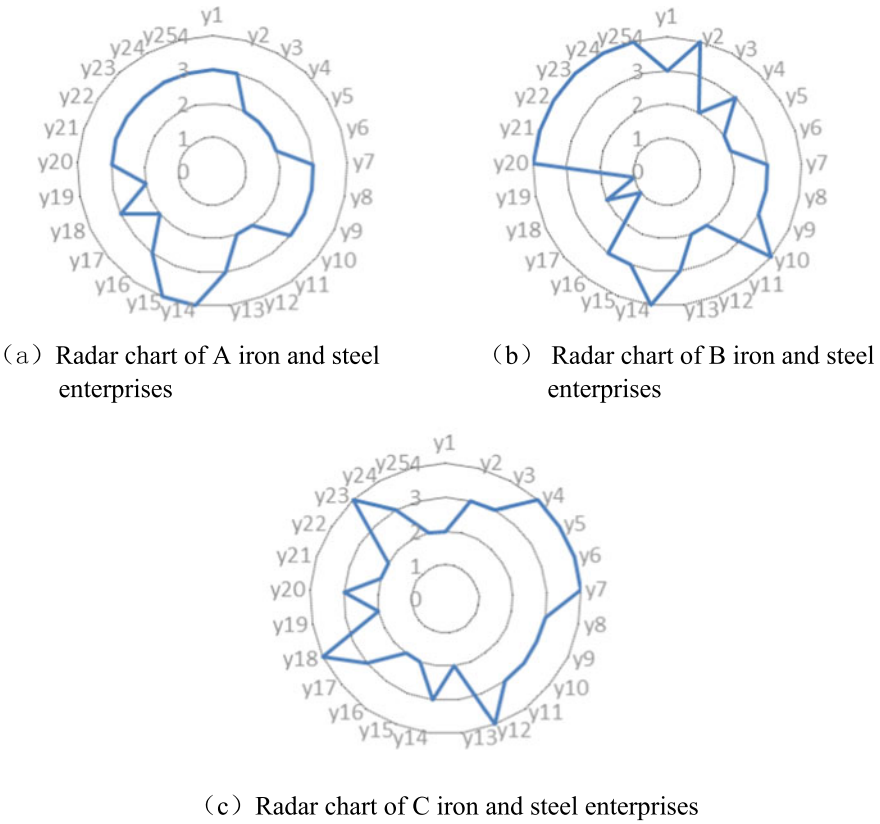 y1
y2
y3
y4
y5
y6
y7
y8
y9
y10
y11
y12
y13
y14
y15
y16
y17
y18
y19
y20
y21
y22
y23
y24
y25
4
3
2
1
0
y1
y2
y3
y4
y5
y6
y7
y8
y9
y10
y11
y12
y13
y14
y15
y16
y17
y18
y19
y20
y21
y22
y23
y24
y25
4
3
2
1
0
(a) Radar chart of A iron and steel
enterprises
(b) Radar chart of B iron and steel
enterprises
y1
y2
y3
y4
y5
y6
y7
y8
y9
y10
y11
y12
y13
y14
y15
y16
y17
y18
y19
y20
y21
y22
y23
y24
y25
4
3
2
1
0
(c) Radar chart of C iron and steel enterprises